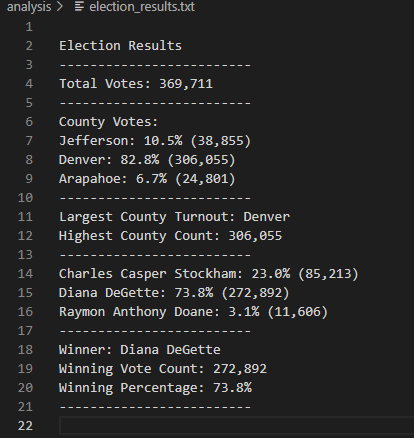 analysis > election_results.txt
1
2 Election Results
3 -------------------------
4 Total Votes: 369,711
5 -------------------------
6 County Votes:
7 Jefferson: 10.5% (38,855)
8 Denver: 82.8% (306,055)
9 Arapahoe: 6.7% (24,801)
10 -------------------------
11 Largest County Turnout: Denver
12 Highest County Count: 306,055
13 -------------------------
14 Charles Casper Stockham: 23.0% (85,213)
15 Diana DeGette: 73.8% (272,892)
16 Raymon Anthony Doane: 3.1% (11,606)
17 -------------------------
18 Winner: Diana DeGette
19 Winning Vote Count: 272,892
20 Winning Percentage: 73.8%
21 -------------------------
22